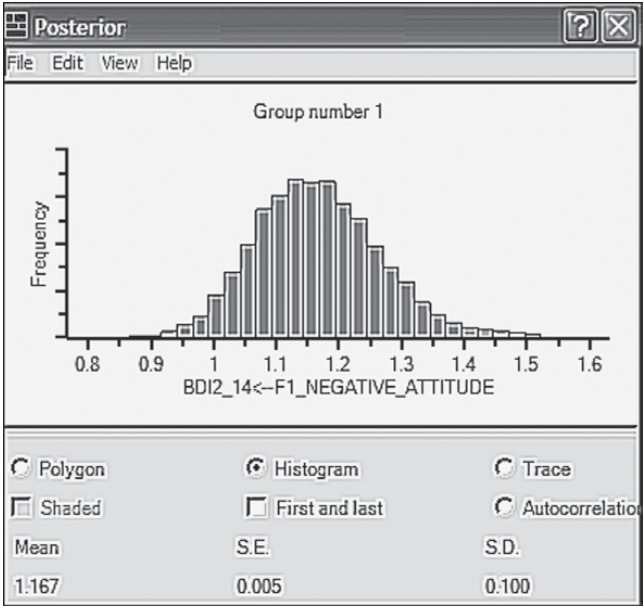 Posterior
File Edit View Help
Group number 1
Frequency
0.8 0.9 1 1.1 1.2 1.3 1.4 1.5 1.6
BDI2_14<--F1_NEGATIVE_ATTITUDE
Polygon Histogram Trace
Shaded First and last Autocorrelatio
Mean S.E. S.D.
1.167 0.005 0.100